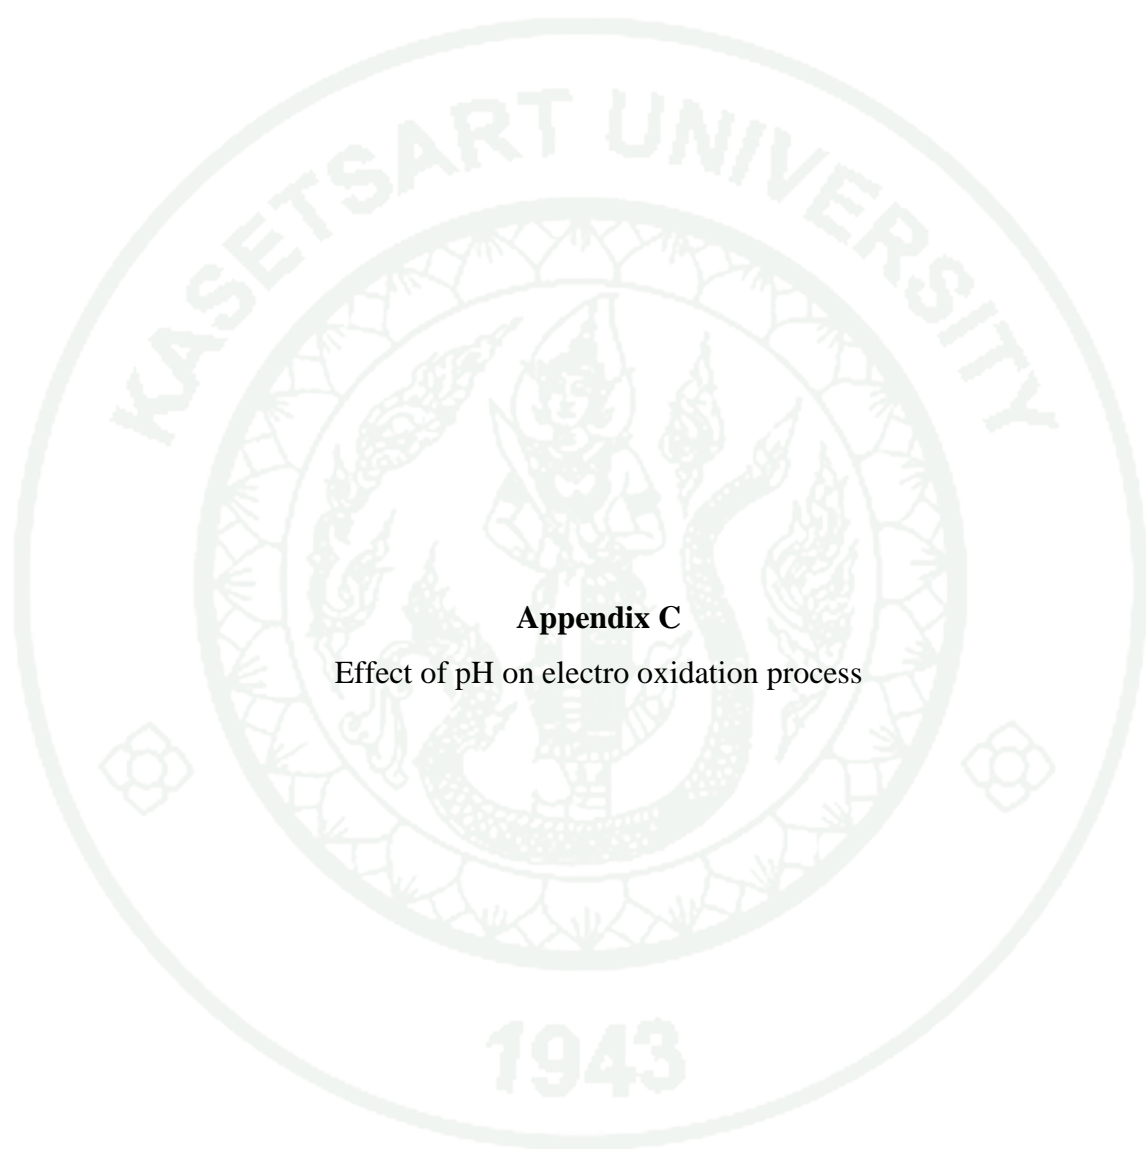 KASETSART UNIVERSITY
Appendix C
Effect of pH on electro oxidation process
1943